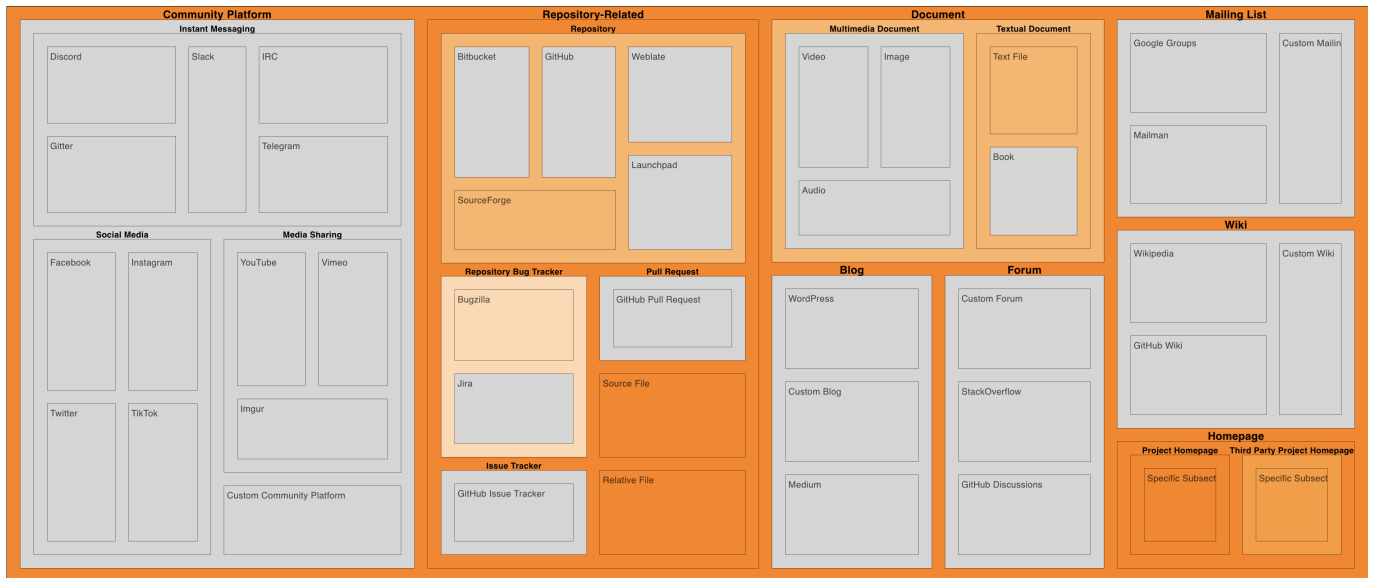 Community Platform
Instant Messaging
Discord
Slack
IRC
Gitter
Telegram
Social Media
Facebook
Instagram
Twitter
TikTok
Media Sharing
YouTube
Vimeo
Imgur
Custom Community Platform
Repository-Related
Repository
Bitbucket
GitHub
Weblate
Launchpad
SourceForge
Repository Bug Tracker
Bugzilla
Jira
Pull Request
GitHub Pull Request
Source File
Issue Tracker
GitHub Issue Tracker
Relative File
Document
Multimedia Document
Video
Image
Audio
Textual Document
Text File
Book
Blog
WordPress
Custom Blog
Medium
Forum
Custom Forum
StackOverflow
GitHub Discussions
Mailing List
Google Groups
Custom Mailin
Mailman
Wiki
Wikipedia
Custom Wiki
GitHub Wiki
Homepage
Project Homepage
Specific Subsect
Third Party Project Homepage
Specific Subsect